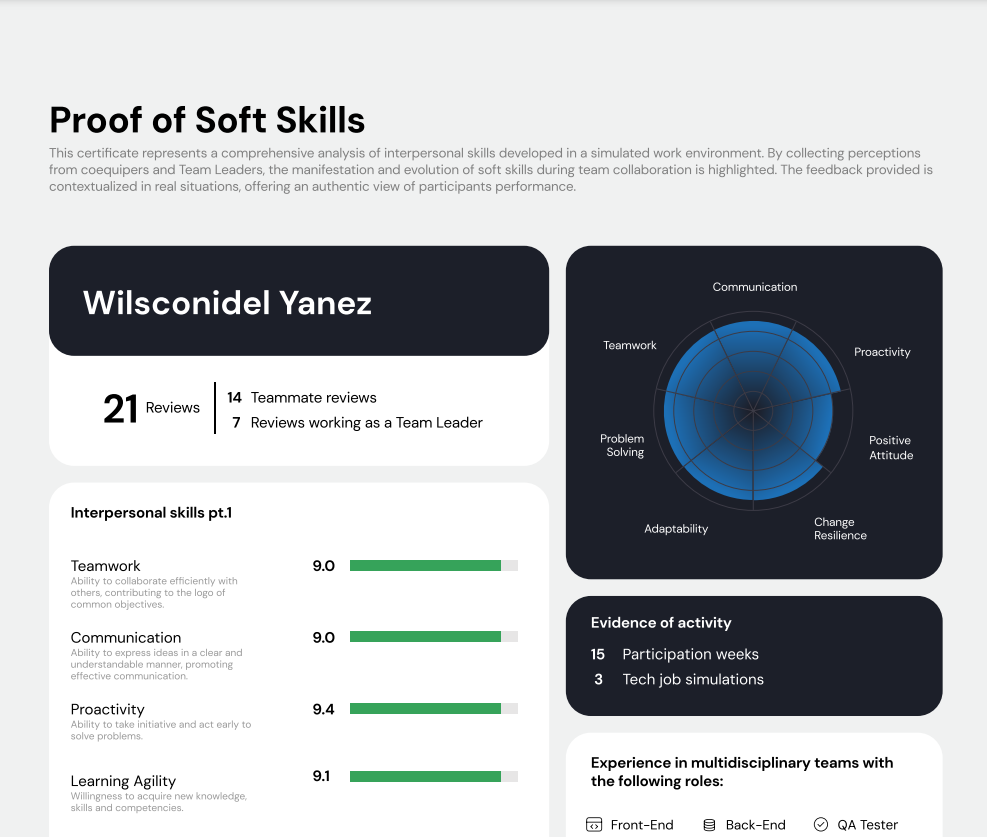 Proof of Soft Skills
This certificate represents a comprehensive analysis of interpersonal skills developed in a simulated work environment. By collecting perceptions
from coequipers and Team Leaders, the manifestation and evolution of soft skills during team collaboration is highlighted. The feedback provided is
contextualized in real situations, offering an authentic view of participants performance.
Wilsconidel Yanez
21 Reviews
14 Teammate reviews
7 Reviews working as a Team Leader
Interpersonal skills pt.1
Teamwork 9.0
Ability to collaborate efficiently with
others, contributing to the logo of
common objectives.
Communication 9.0
Ability to express ideas in a clear and
understandable manner, promoting
effective communication.
Proactivity 9.4
Ability to take initiative and act early to
solve problems.
Learning Agility 9.1
Willingness to acquire new knowledge,
skills and competencies.
Communication
Teamwork
Proactivity
Problem
Solving
Positive
Attitude
Adaptability
Change
Resilience
Evidence of activity
15 Participation weeks
3 Tech job simulations
Experience in multidisciplinary teams with
the following roles:
Front-End Back-End QA Tester